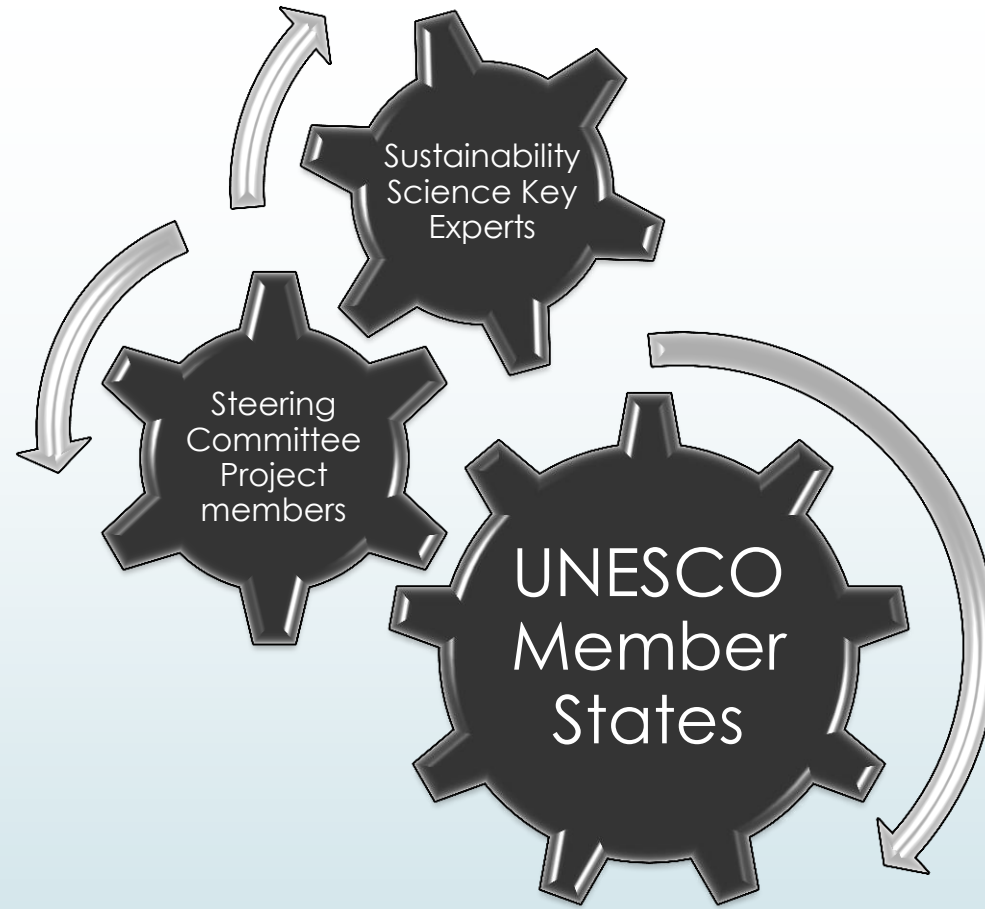 Sustainability
Science Key
Experts
Steering
Committee
Project
members
UNESCO
Member
States